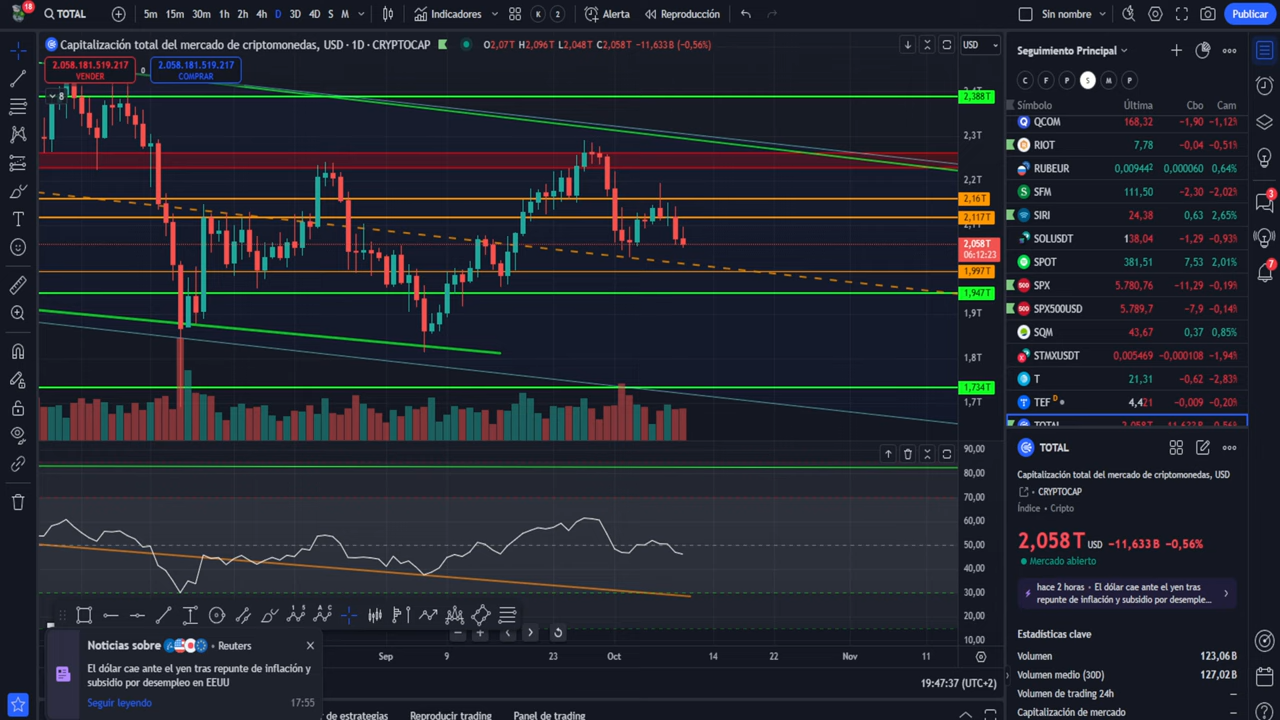 18
TOTAL
5m 15m 30m 1h 2h 4h D 3D 4D S M
Indicadores
K 2
Alerta
Reproducción
Sin nombre
Publicar
Capitalización total del mercado de criptomonedas, USD · 1D · CRYPTOCAP
O2,07T H2,096T L2,048T C2,058T −11,633B (−0,56%)
USD
2.058.181.519.217
VENDER
0
2.058.181.519.217
COMPRAR
8
2,388T
2,3T
2,2T
2,16T
2,117T
2,058T
06:12:23
1,997T
1,947T
1,9T
1,8T
1,734T
1,7T
90,00
80,00
70,00
60,00
50,00
40,00
30,00
20,00
10,00
Sep 9 23 Oct 14 22 Nov 11
19:47:37 (UTC+2)
Noticias sobre
· Reuters
El dólar cae ante el yen tras repunte de inflación y
subsidio por desempleo en EEUU
Seguir leyendo
17:55
de estrategias
Reproducir trading
Panel de trading
Seguimiento Principal
C F P S M P
Símbolo Última Cbo Cam
QCOM 168,32 −1,90 −1,12%
RIOT 7,78 −0,04 −0,51%
RUBEUR 0,00944² 0,000060 0,64%
SFM 111,50 −2,30 −2,02%
SIRI 24,38 0,63 2,65%
SOLUSDT 138,04 −1,29 −0,93%
SPOT 381,51 7,53 2,01%
SPX 5.780,76 −11,29 −0,19%
SPX500USD 5.789,7 −7,9 −0,14%
SQM 43,67 0,37 0,85%
STMXUSDT 0,005469 −0,000108 −1,94%
T 21,31 −0,62 −2,83%
TEF D 4,421 −0,009 −0,20%
TOTAL 2,058T −11,633B −0,56%
TOTAL
Capitalización total del mercado de criptomonedas, USD
CRYPTOCAP
Índice · Cripto
2,058T USD −11,633B −0,56%
Mercado abierto
hace 2 horas · El dólar cae ante el yen
tras repunte de inflación y
subsidio por desemple...
Estadísticas clave
Volumen 123,06B
Volumen medio (30D) 127,02B
Volumen de trading 24h —
Capitalización de mercado —
3
7